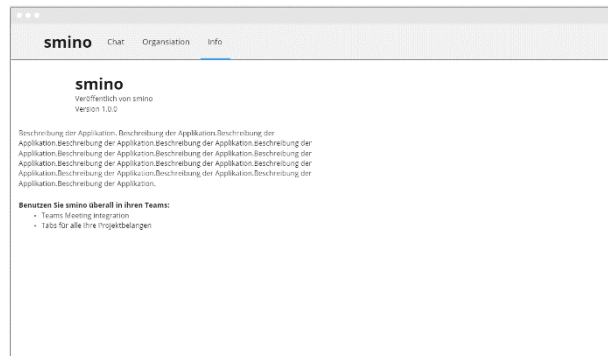 smino Chat Organsiation Info
smino
Veröffentlich von smino
Version 1.0.0
Beschreibung der Applikation. Beschreibung der Applikation.Beschreibung der
Applikation.Beschreibung der Applikation.Beschreibung der Applikation.Beschreibung der
Applikation.Beschreibung der Applikation.Beschreibung der Applikation.Beschreibung der
Applikation.Beschreibung der Applikation.Beschreibung der Applikation.Beschreibung der
Applikation.Beschreibung der Applikation.Beschreibung der Applikation.Beschreibung der
Applikation.Beschreibung der Applikation.
Benutzen Sie smino überall in ihren Teams:
• Teams Meeting integration
• Tabs für alle Ihre Projektbelangen